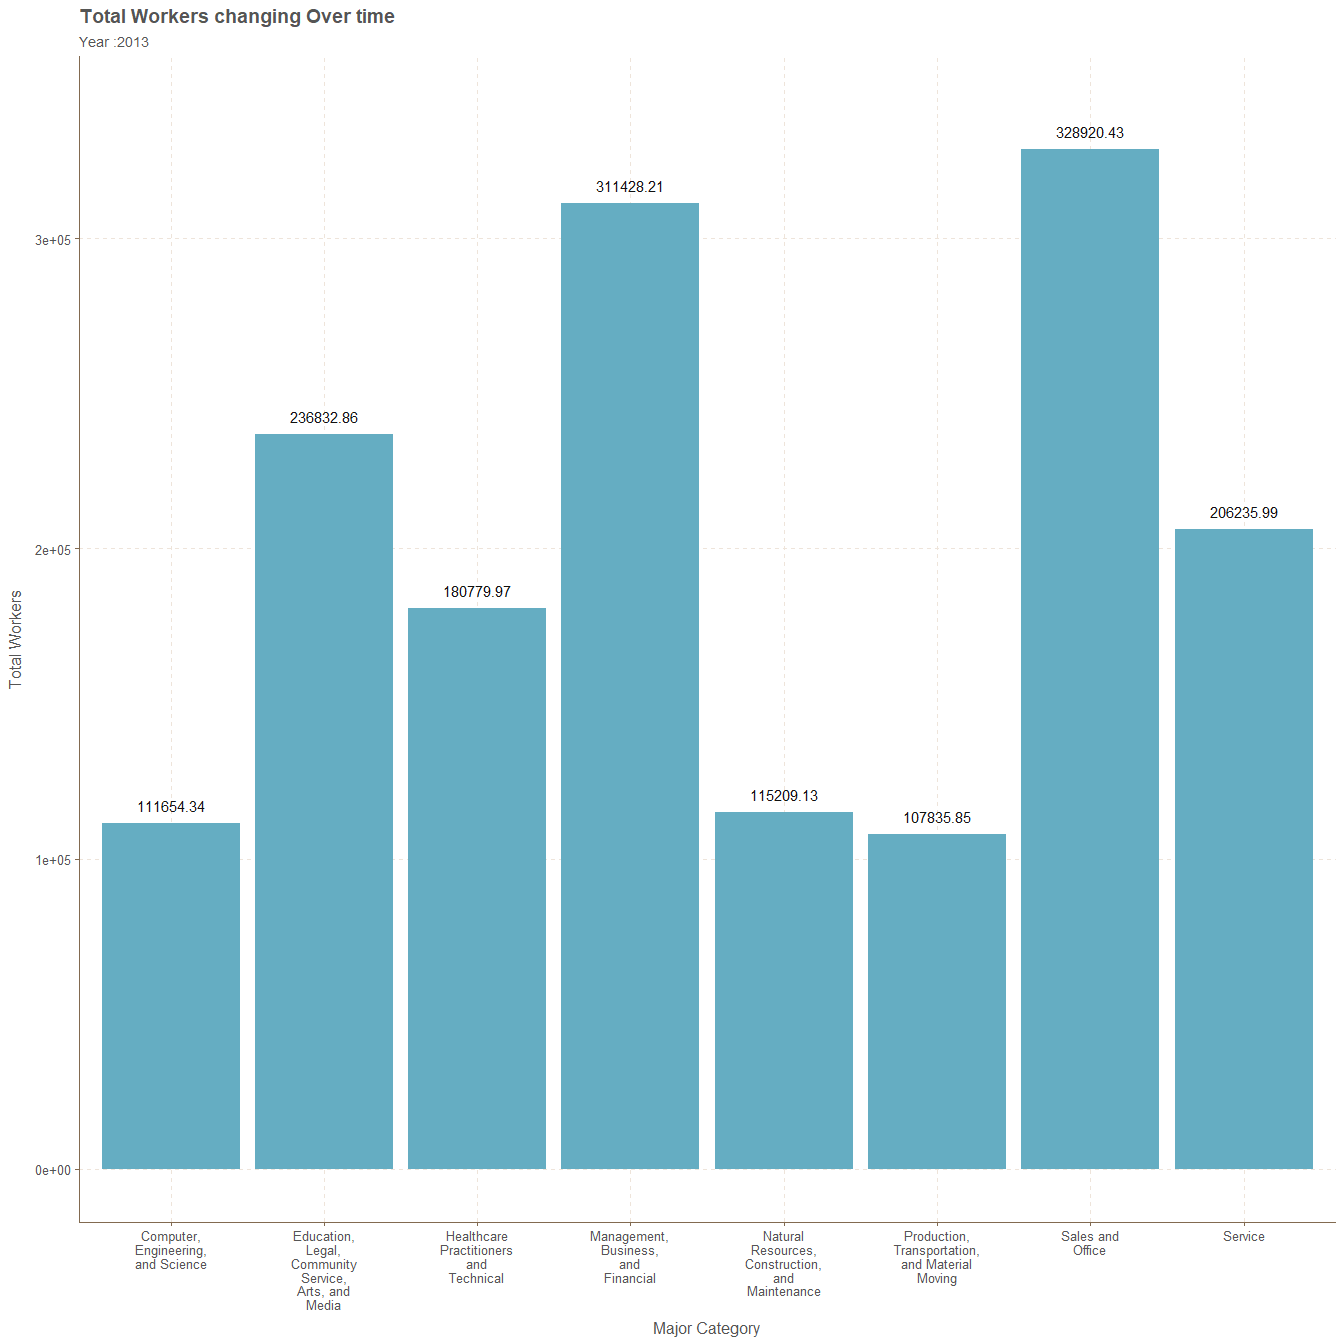 Total Workers changing Over time
Year :2013
328920.43
311428.21
236832.86
206235.99
180779.97
115209.13
111654.34
107835.85
3e+05
2e+05
1e+05
0e+00
Total Workers
Computer,
Engineering,
and Science
Education,
Legal,
Community
Service,
Arts, and
Media
Healthcare
Practitioners
and
Technical
Management,
Business,
and
Financial
Natural
Resources,
Construction,
and
Maintenance
Production,
Transportation,
and Material
Moving
Sales and
Office
Service
Major Category